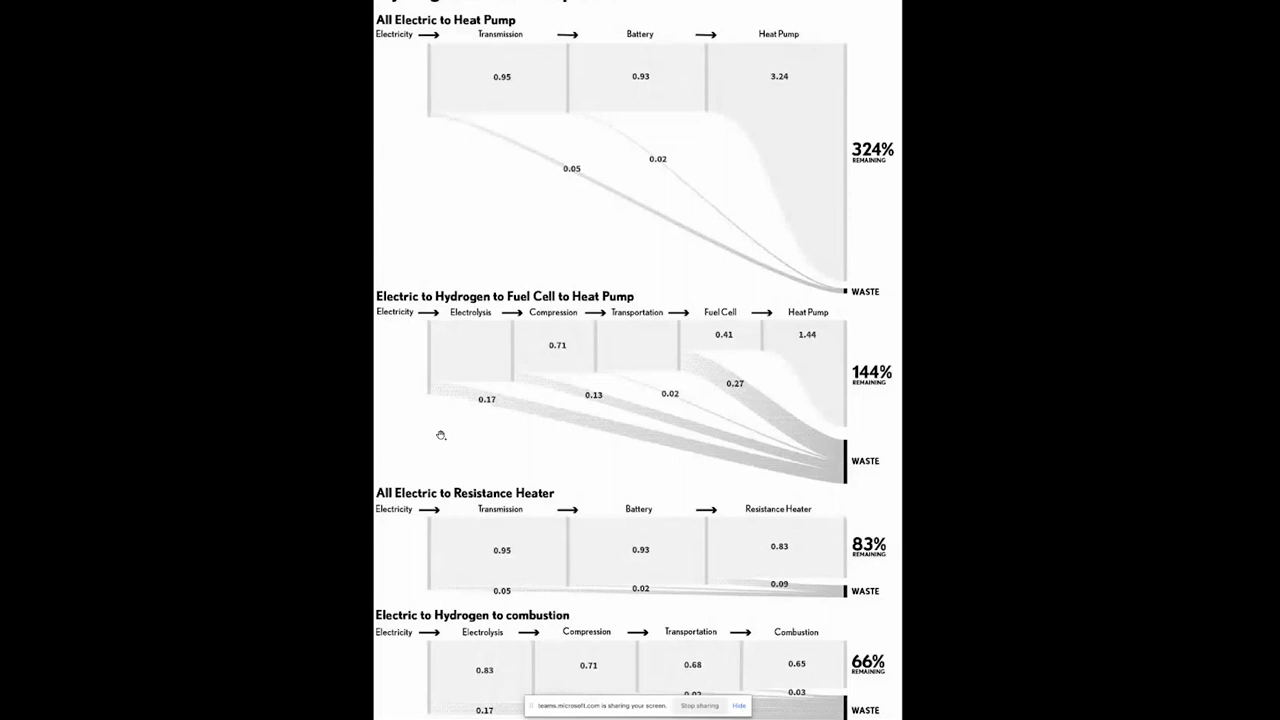 All Electric to Heat Pump
Electricity Transmission Battery Heat Pump
0.95 0.93 3.24
324%
REMAINING
0.02
0.05
WASTE
Electric to Hydrogen to Fuel Cell to Heat Pump
Electricity Electrolysis Compression Transportation Fuel Cell Heat Pump
0.71 0.41 1.44
144%
REMAINING
0.17 0.13 0.02 0.27
WASTE
All Electric to Resistance Heater
Electricity Transmission Battery Resistance Heater
0.95 0.93 0.83
83%
REMAINING
0.05 0.02 0.09
WASTE
Electric to Hydrogen to combustion
Electricity Electrolysis Compression Transportation Combustion
0.83 0.71 0.68 0.65
66%
REMAINING
0.03
teams.microsoft.com is sharing your screen. Stop sharing Hide
0.17
WASTE